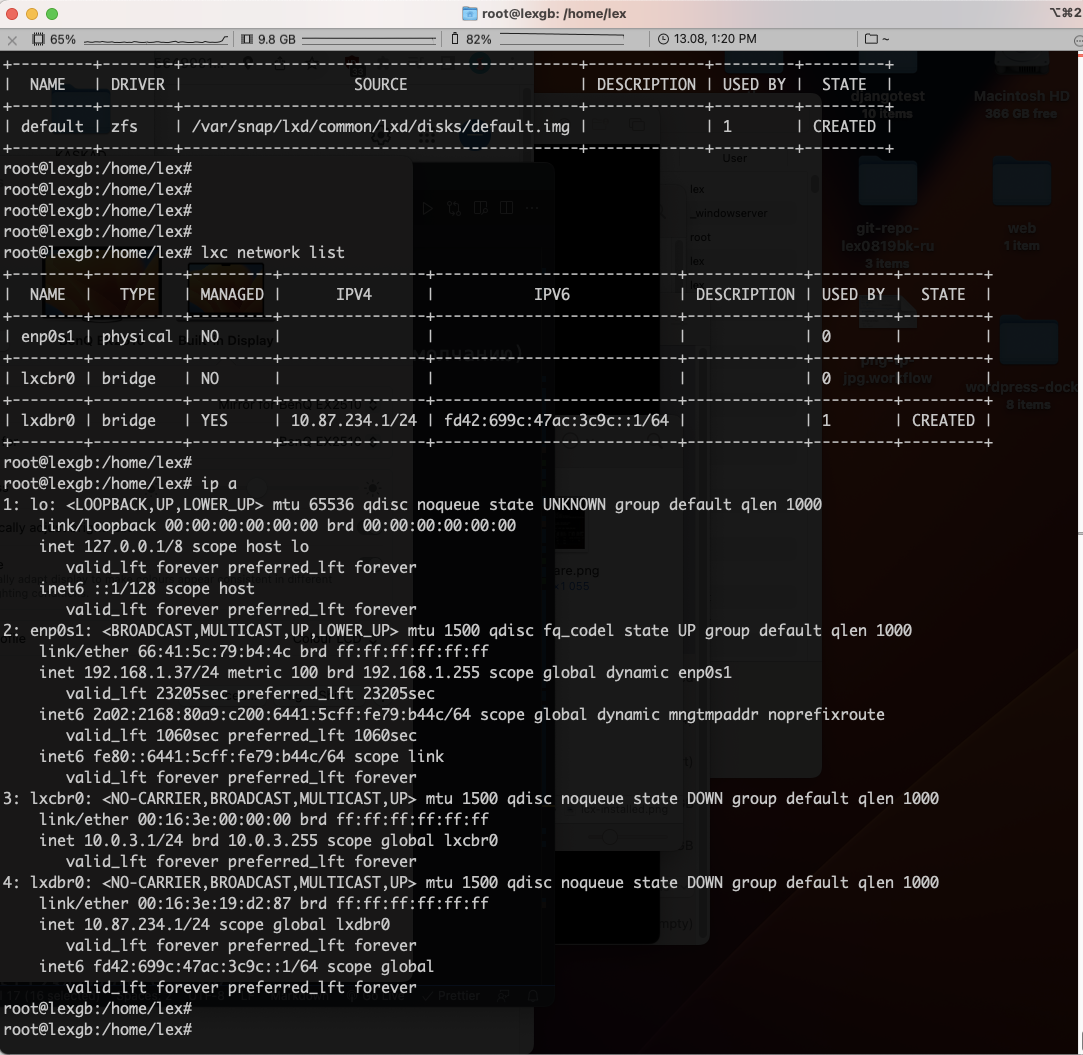 root@lexgb: /home/lex
⌥⌘2
65% 9.8 GB 82% 13.08, 1:20 PM ~
+---------+--------+--------------------------------------------+-------------+---------+---------+
| NAME | DRIVER | SOURCE | DESCRIPTION | USED BY | STATE |
+---------+--------+--------------------------------------------+-------------+---------+---------+
| default | zfs | /var/snap/lxd/common/lxd/disks/default.img | | 1 | CREATED |
+---------+--------+--------------------------------------------+-------------+---------+---------+
root@lexgb:/home/lex#
root@lexgb:/home/lex#
root@lexgb:/home/lex#
root@lexgb:/home/lex#
root@lexgb:/home/lex# lxc network list
+--------+----------+---------+----------------+---------------------------+-------------+---------+---------+
| NAME | TYPE | MANAGED | IPV4 | IPV6 | DESCRIPTION | USED BY | STATE |
+--------+----------+---------+----------------+---------------------------+-------------+---------+---------+
| enp0s1 | physical | NO | | | | 0 | |
+--------+----------+---------+----------------+---------------------------+-------------+---------+---------+
| lxcbr0 | bridge | NO | | | | 0 | |
+--------+----------+---------+----------------+---------------------------+-------------+---------+---------+
| lxdbr0 | bridge | YES | 10.87.234.1/24 | fd42:699c:47ac:3c9c::1/64 | | 1 | CREATED |
+--------+----------+---------+----------------+---------------------------+-------------+---------+---------+
root@lexgb:/home/lex#
root@lexgb:/home/lex# ip a
1: lo: <LOOPBACK,UP,LOWER_UP> mtu 65536 qdisc noqueue state UNKNOWN group default qlen 1000
link/loopback 00:00:00:00:00:00 brd 00:00:00:00:00:00
inet 127.0.0.1/8 scope host lo
valid_lft forever preferred_lft forever
inet6 ::1/128 scope host
valid_lft forever preferred_lft forever
2: enp0s1: <BROADCAST,MULTICAST,UP,LOWER_UP> mtu 1500 qdisc fq_codel state UP group default qlen 1000
link/ether 66:41:5c:79:b4:4c brd ff:ff:ff:ff:ff:ff
inet 192.168.1.37/24 metric 100 brd 192.168.1.255 scope global dynamic enp0s1
valid_lft 23205sec preferred_lft 23205sec
inet6 2a02:2168:80a9:c200:6441:5cff:fe79:b44c/64 scope global dynamic mngtmpaddr noprefixroute
valid_lft 1060sec preferred_lft 1060sec
inet6 fe80::6441:5cff:fe79:b44c/64 scope link
valid_lft forever preferred_lft forever
3: lxcbr0: <NO-CARRIER,BROADCAST,MULTICAST,UP> mtu 1500 qdisc noqueue state DOWN group default qlen 1000
link/ether 00:16:3e:00:00:00 brd ff:ff:ff:ff:ff:ff
inet 10.0.3.1/24 brd 10.0.3.255 scope global lxcbr0
valid_lft forever preferred_lft forever
4: lxdbr0: <NO-CARRIER,BROADCAST,MULTICAST,UP> mtu 1500 qdisc noqueue state DOWN group default qlen 1000
link/ether 00:16:3e:19:d2:87 brd ff:ff:ff:ff:ff:ff
inet 10.87.234.1/24 scope global lxdbr0
valid_lft forever preferred_lft forever
inet6 fd42:699c:47ac:3c9c::1/64 scope global
valid_lft forever preferred_lft forever
root@lexgb:/home/lex#
root@lexgb:/home/lex#
djangotest
10 items
Macintosh HD
366 GB free
User
lex
_windowserver
root
lex
git-repo-
lex0819bk-ru
3 items
web
1 item
jpg.workflow
wordpress-dock
8 items
Prettier